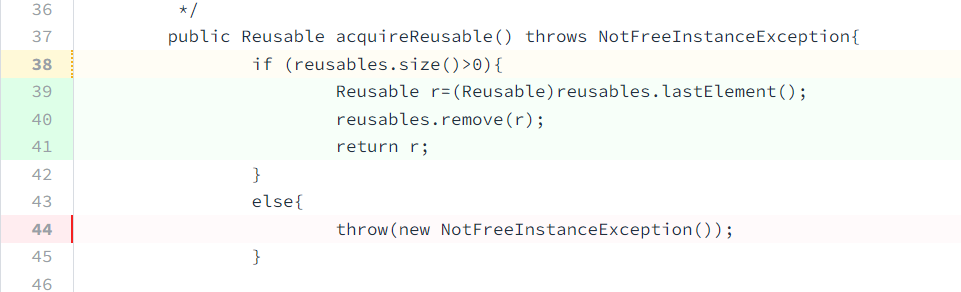 36 */
37 public Reusable acquireReusable() throws NotFreeInstanceException{
38 if (reusables.size()>0){
39 Reusable r=(Reusable)reusables.lastElement();
40 reusables.remove(r);
41 return r;
42 }
43 else{
44 throw(new NotFreeInstanceException());
45 }
46